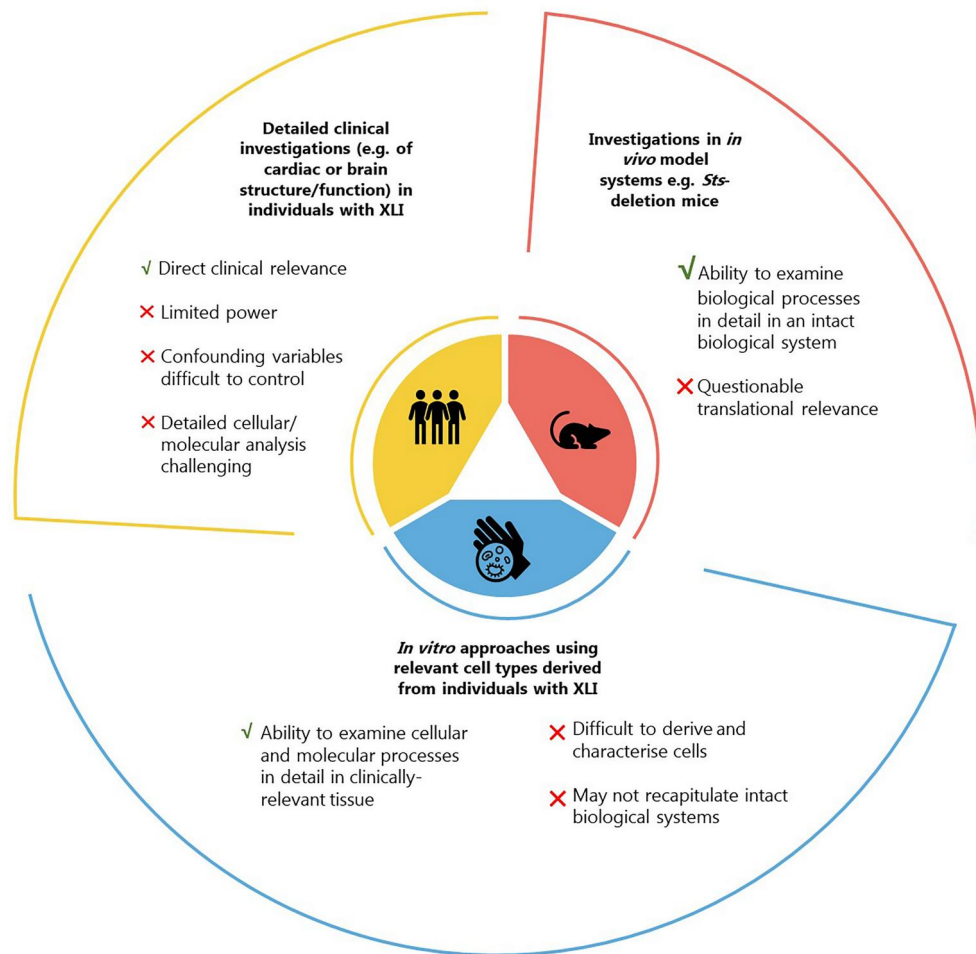 Detailed clinical
investigations (e.g. of
cardiac or brain
structure/function) in
individuals with XLI
√ Direct clinical relevance
✕ Limited power
✕ Confounding variables
difficult to control
✕ Detailed cellular/
molecular analysis
challenging
Investigations in in
vivo model
systems e.g. Sts-
deletion mice
√ Ability to examine
biological processes
in detail in an intact
biological system
✕ Questionable
translational relevance
In vitro approaches using
relevant cell types derived
from individuals with XLI
√ Ability to examine cellular
and molecular processes
in detail in clinically-
relevant tissue
✕ Difficult to derive and
characterise cells
✕ May not recapitulate intact
biological systems